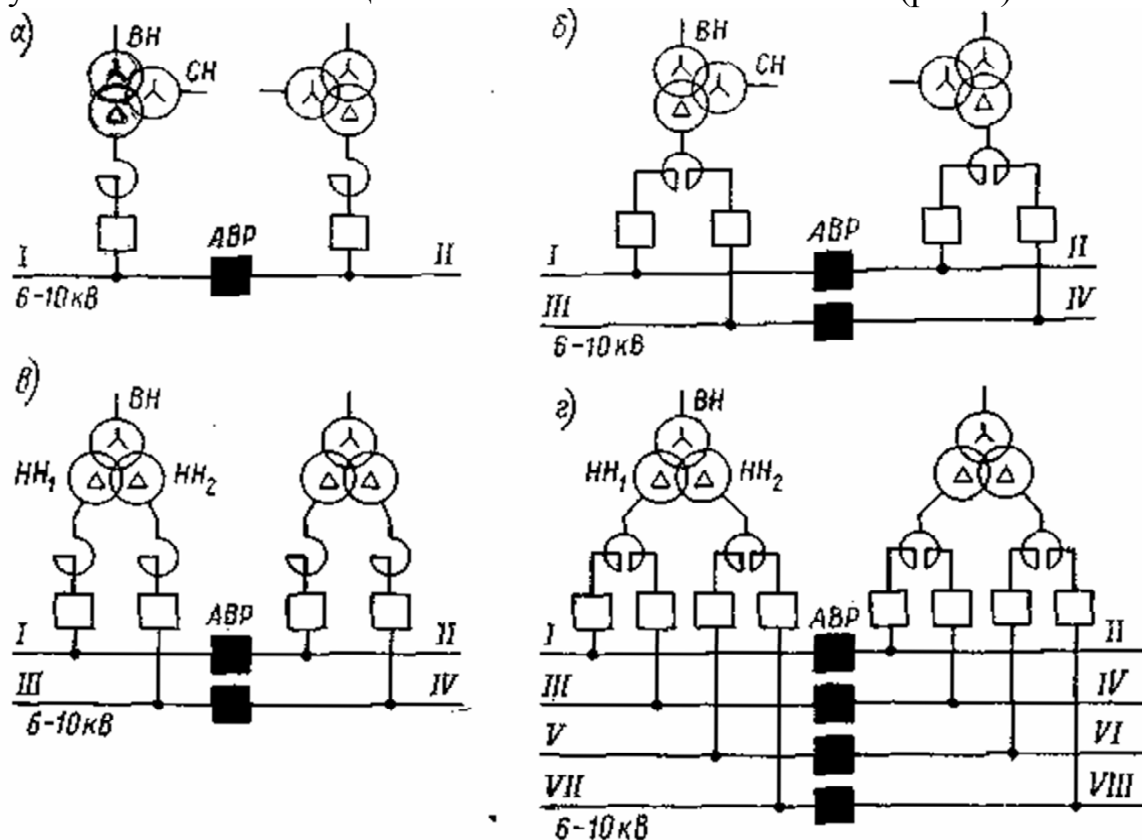 а)
ВН
СН
АВР
I
II
6-10кВ
б)
ВН
СН
АВР
I
II
III
IV
6-10кВ
в)
ВН
НН₁
НН₂
АВР
I
II
III
IV
6-10кВ
г)
ВН
НН₁
НН₂
АВР
I
II
III
IV
V
VI
VII
VIII
6-10кВ